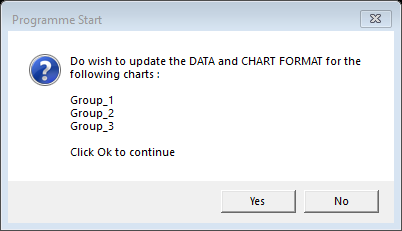 Programme Start
Do wish to update the DATA and CHART FORMAT for the
following charts :
Group_1
Group_2
Group_3
Click Ok to continue
Yes
No